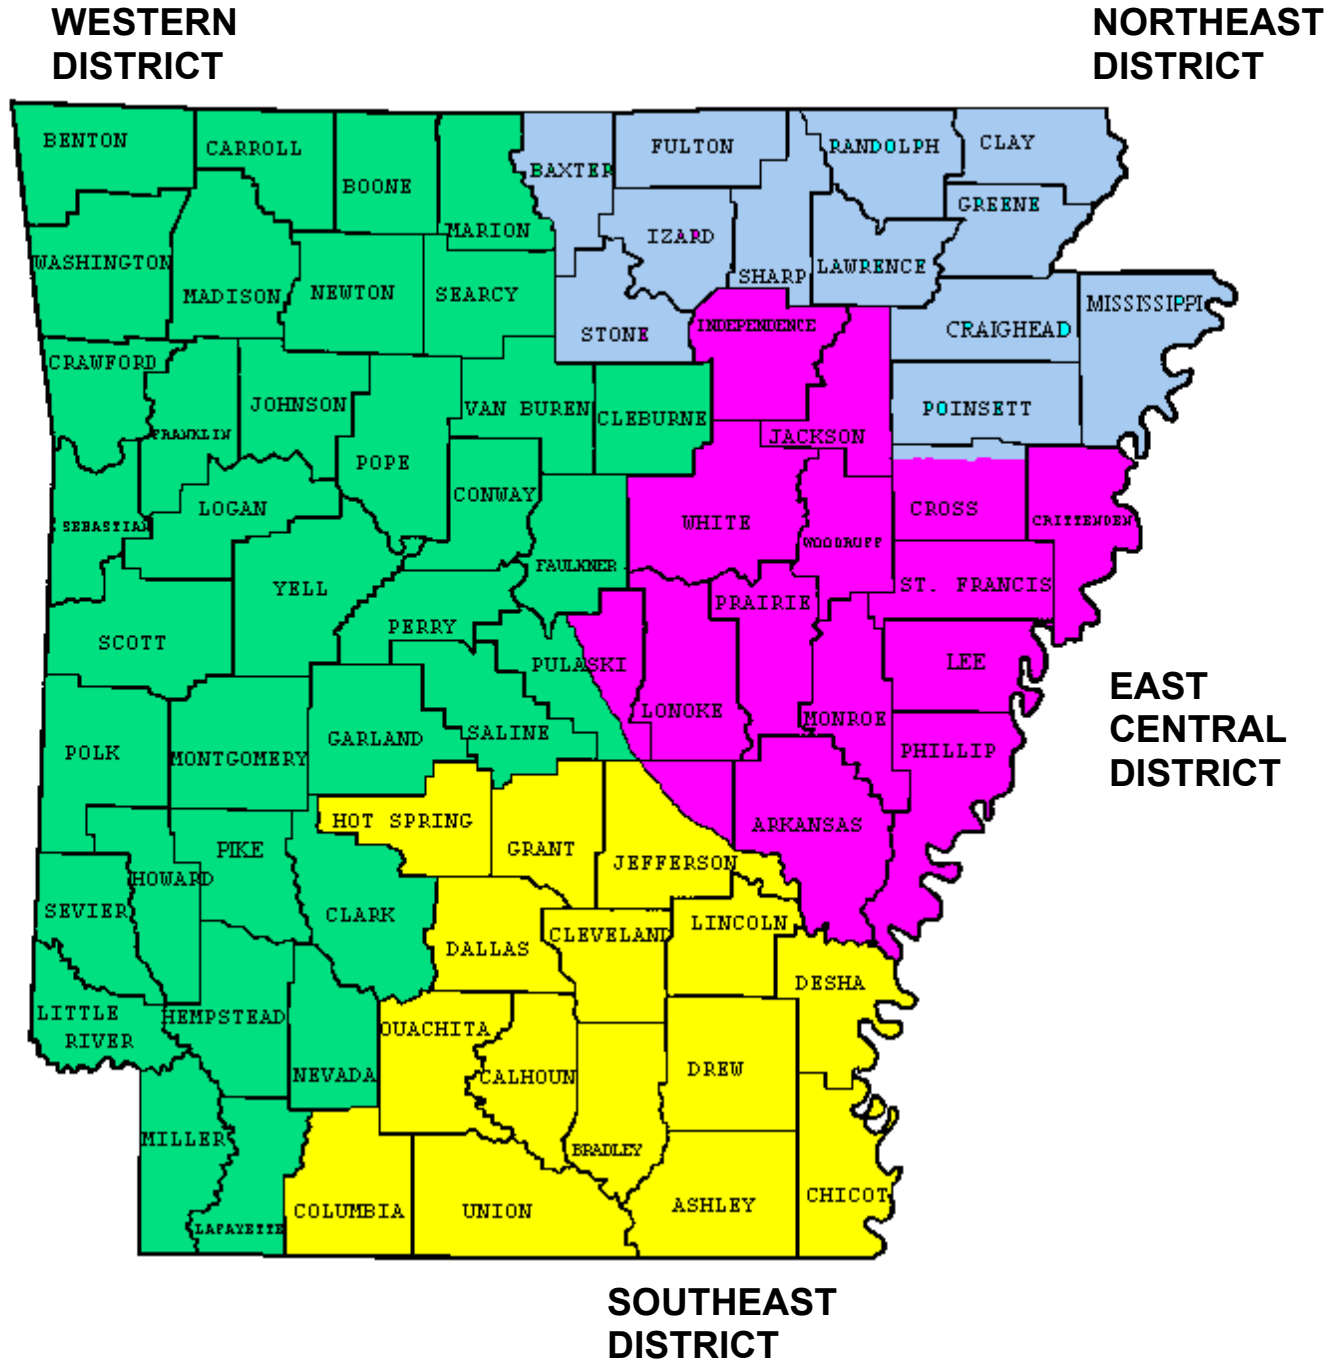 WESTERN
DISTRICT
NORTHEAST
DISTRICT
BENTON
CARROLL
BOONE
MARION
BAXTER
FULTON
RANDOLPH
CLAY
GREENE
IZARD
SHARP
LAWRENCE
WASHINGTON
MADISON
NEWTON
SEARCY
STONE
INDEPENDENCE
CRAIGHEAD
MISSISSIPPI
CRAWFORD
FRANKLIN
JOHNSON
POPE
VAN BUREN
CLEBURNE
JACKSON
POINSETT
SEBASTIAN
LOGAN
CONWAY
WHITE
WOODRUFF
CROSS
CRITTENDEN
YELL
FAULKNER
PRAIRIE
ST. FRANCIS
SCOTT
PERRY
PULASKI
LEE
EAST
CENTRAL
DISTRICT
POLK
MONTGOMERY
GARLAND
SALINE
LONOKE
MONROE
PHILLIP
HOT SPRING
GRANT
JEFFERSON
ARKANSAS
PIKE
HOWARD
SEVIER
CLARK
DALLAS
CLEVELAND
LINCOLN
DESHA
LITTLE
RIVER
HEMPSTEAD
NEVADA
OUACHITA
CALHOUN
DREW
MILLER
BRADLEY
LAFAYETTE
COLUMBIA
UNION
ASHLEY
CHICOT
SOUTHEAST
DISTRICT